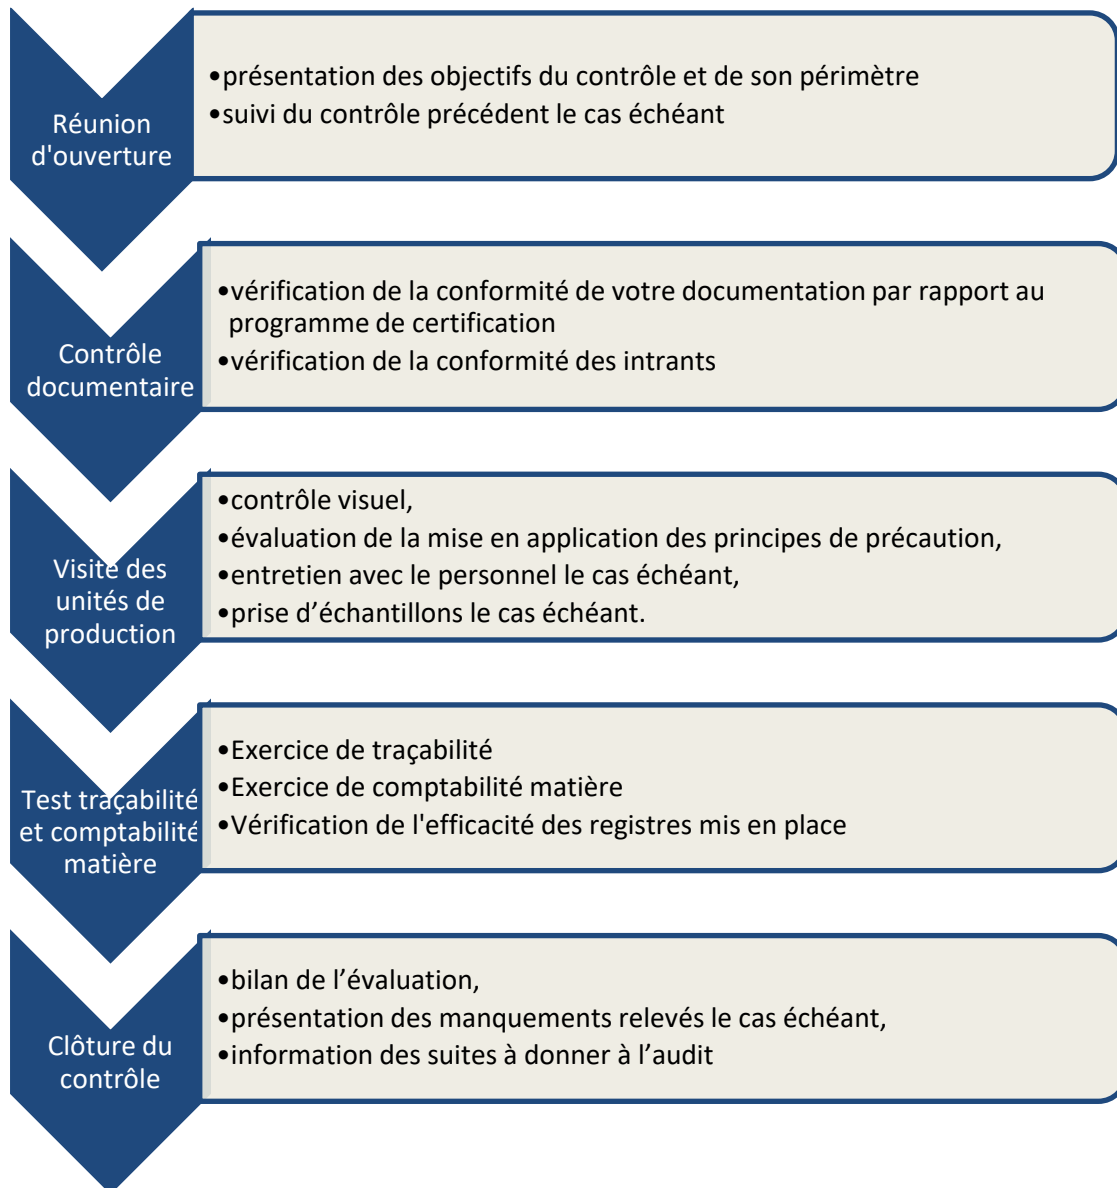 Réunion
d'ouverture
•présentation des objectifs du contrôle et de son périmètre
•suivi du contrôle précédent le cas échéant
Contrôle
documentaire
•vérification de la conformité de votre documentation par rapport au
programme de certification
•vérification de la conformité des intrants
Visite des
unités de
production
•contrôle visuel,
•évaluation de la mise en application des principes de précaution,
•entretien avec le personnel le cas échéant,
•prise d’échantillons le cas échéant.
Test traçabilité
et comptabilité
matière
•Exercice de traçabilité
•Exercice de comptabilité matière
•Vérification de l'efficacité des registres mis en place
Clôture du
contrôle
•bilan de l’évaluation,
•présentation des manquements relevés le cas échéant,
•information des suites à donner à l’audit